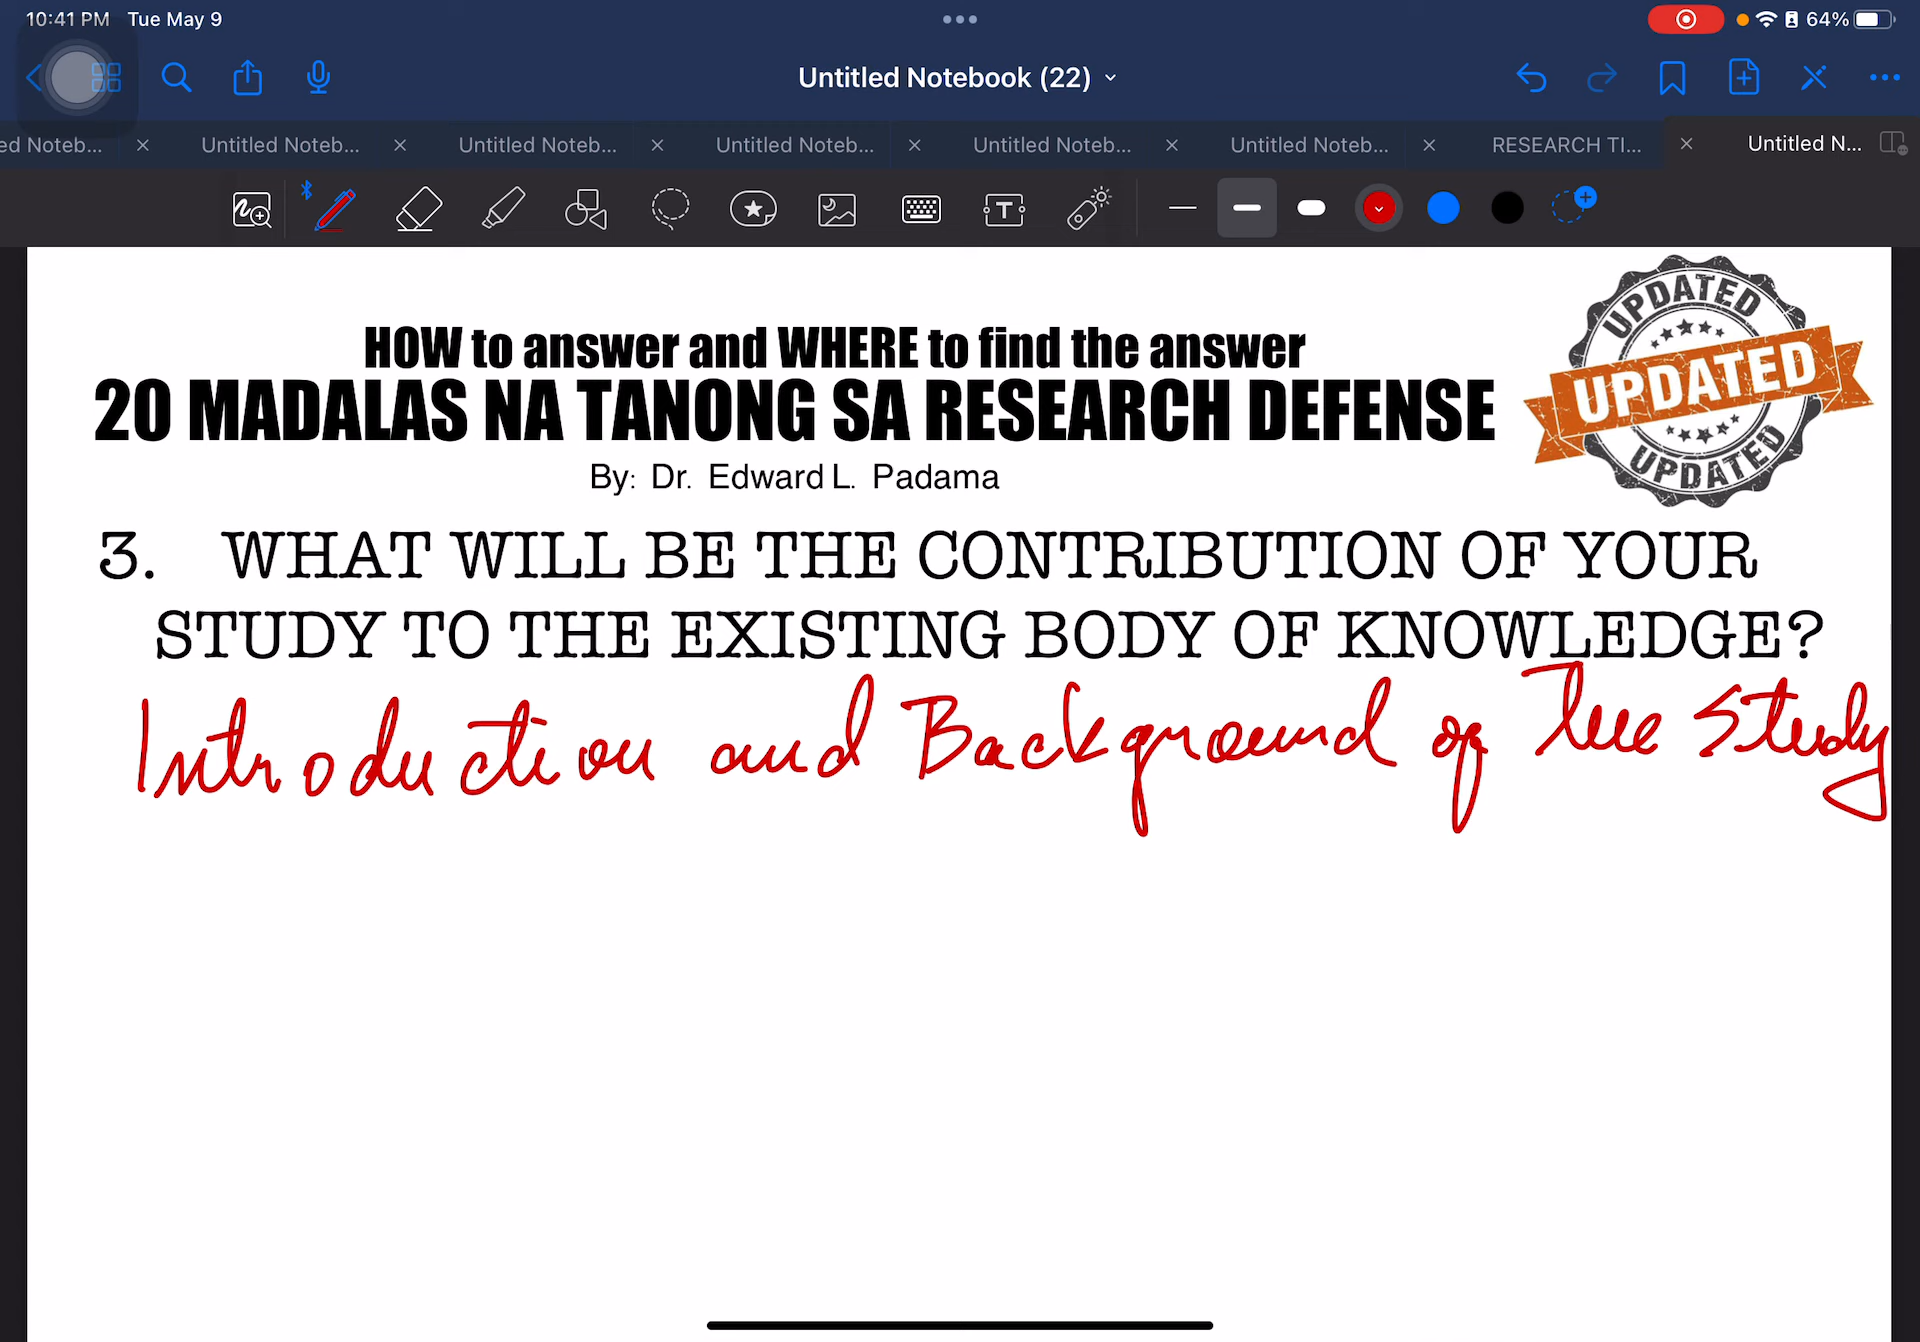 10:41 PM Tue May 9
64%
Untitled Notebook (22)
ed Noteb...
Untitled Noteb...
Untitled Noteb...
Untitled Noteb...
Untitled Noteb...
Untitled Noteb...
RESEARCH TI...
Untitled N...
HOW to answer and WHERE to find the answer
20 MADALAS NA TANONG SA RESEARCH DEFENSE
By: Dr. Edward L. Padama
UPDATED
UPDATED
UPDATED
3. WHAT WILL BE THE CONTRIBUTION OF YOUR
STUDY TO THE EXISTING BODY OF KNOWLEDGE?
Introduction and Background of the Study